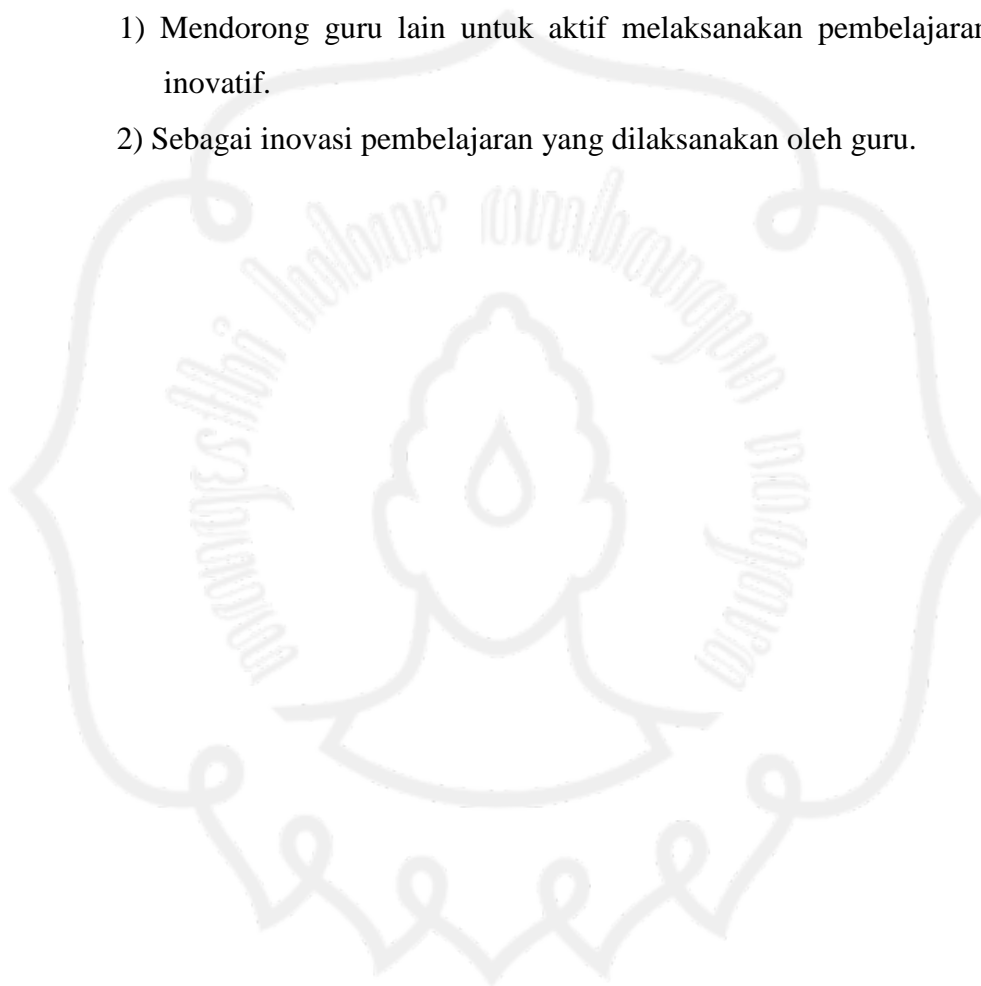 1) Mendorong guru lain untuk aktif melaksanakan pembelajaran
inovatif.
2) Sebagai inovasi pembelajaran yang dilaksanakan oleh guru.